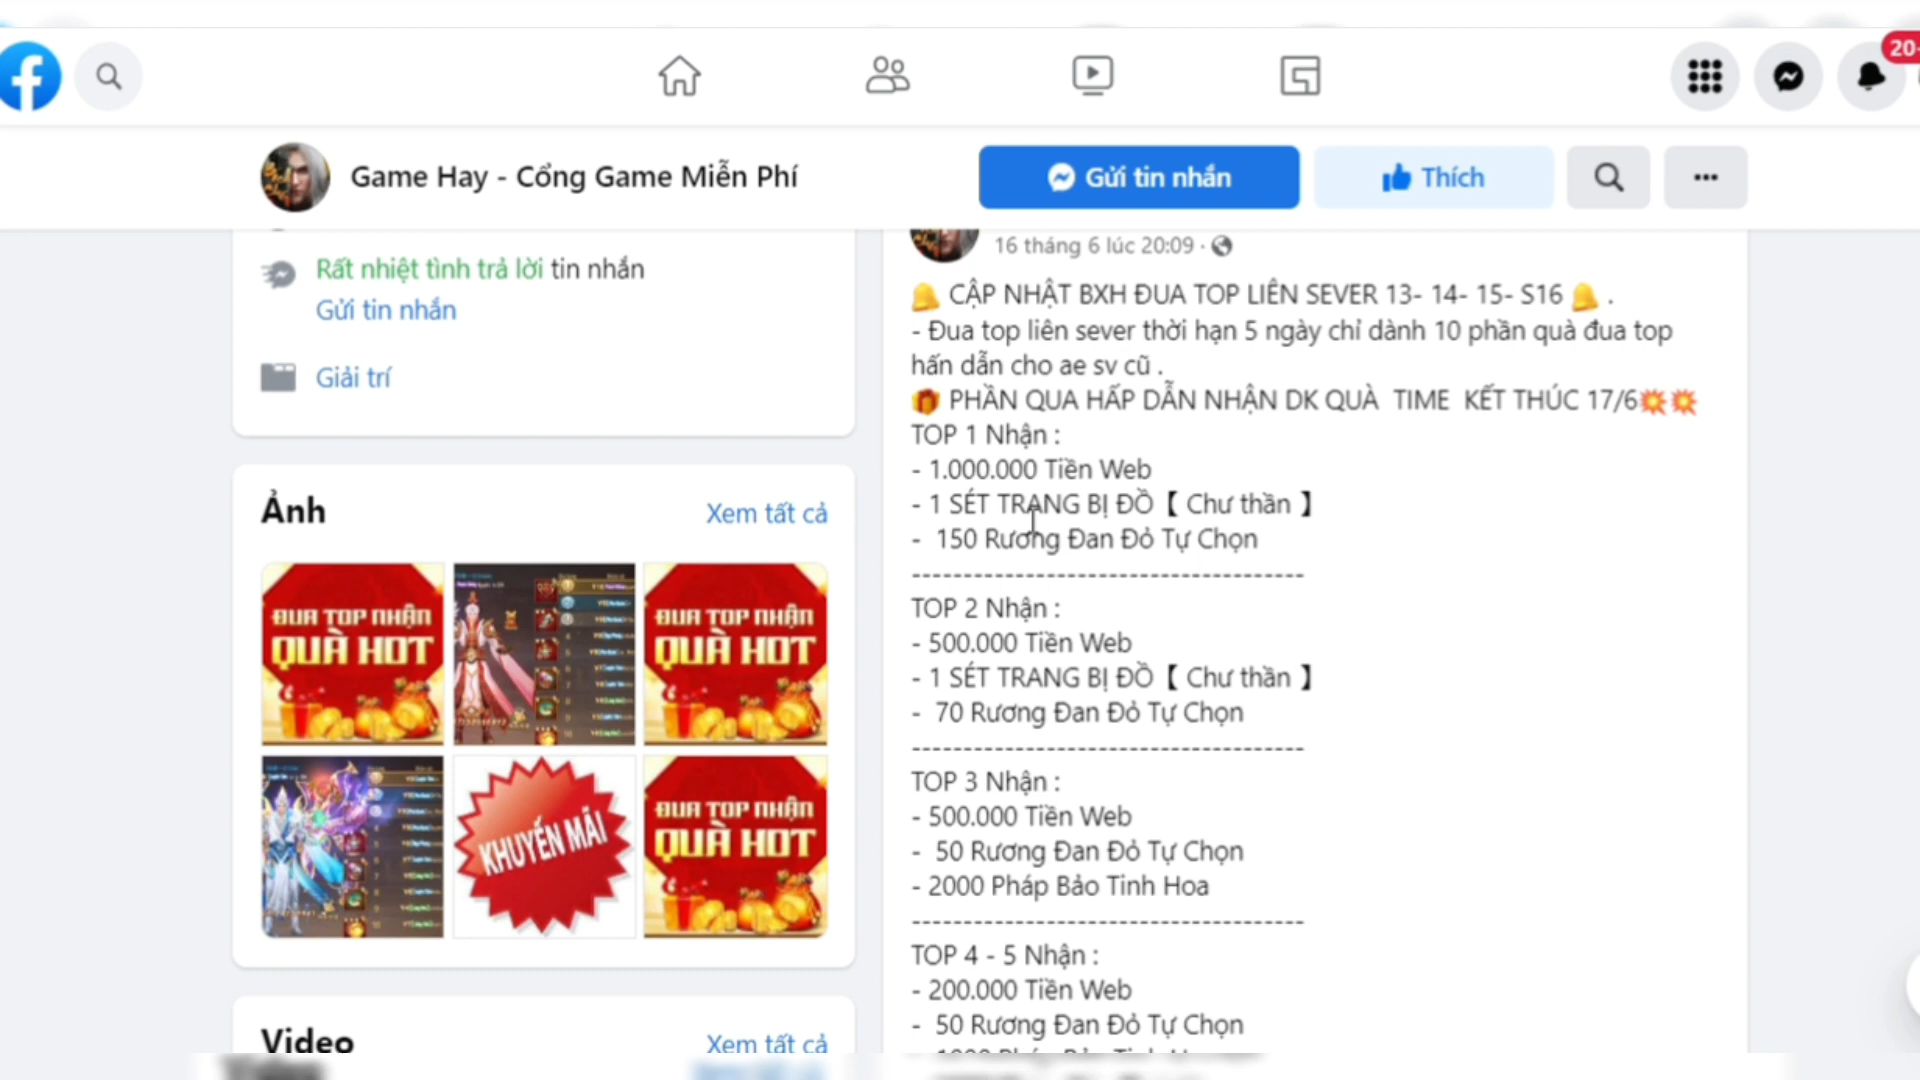 20
Game Hay - Cổng Game Miễn Phí
Gửi tin nhắn
Thích
Rất nhiệt tình trả lời tin nhắn
Gửi tin nhắn
Giải trí
Ảnh
Xem tất cả
ĐUA TOP NHẬN
QUÀ HOT
ĐUA TOP NHẬN
QUÀ HOT
KHUYẾN MÃI
ĐUA TOP NHẬN
QUÀ HOT
Video
Xem tất cả
16 tháng 6 lúc 20:09 ·
🔔 CẬP NHẬT BXH ĐUA TOP LIÊN SEVER 13- 14- 15- S16 🔔 .
- Đua top liên sever thời hạn 5 ngày chỉ dành 10 phần quà đua top
hấn dẫn cho ae sv cũ .
🎁 PHẦN QUA HẤP DẪN NHẬN DK QUÀ TIME KẾT THÚC 17/6💥💥
TOP 1 Nhận :
- 1.000.000 Tiền Web
- 1 SÉT TRANG BỊ ĐỒ【 Chư thần 】
- 150 Rương Đan Đỏ Tự Chọn
--------------------------------------
TOP 2 Nhận :
- 500.000 Tiền Web
- 1 SÉT TRANG BỊ ĐỒ【 Chư thần 】
- 70 Rương Đan Đỏ Tự Chọn
--------------------------------------
TOP 3 Nhận :
- 500.000 Tiền Web
- 50 Rương Đan Đỏ Tự Chọn
- 2000 Pháp Bảo Tinh Hoa
--------------------------------------
TOP 4 - 5 Nhận :
- 200.000 Tiền Web
- 50 Rương Đan Đỏ Tự Chọn